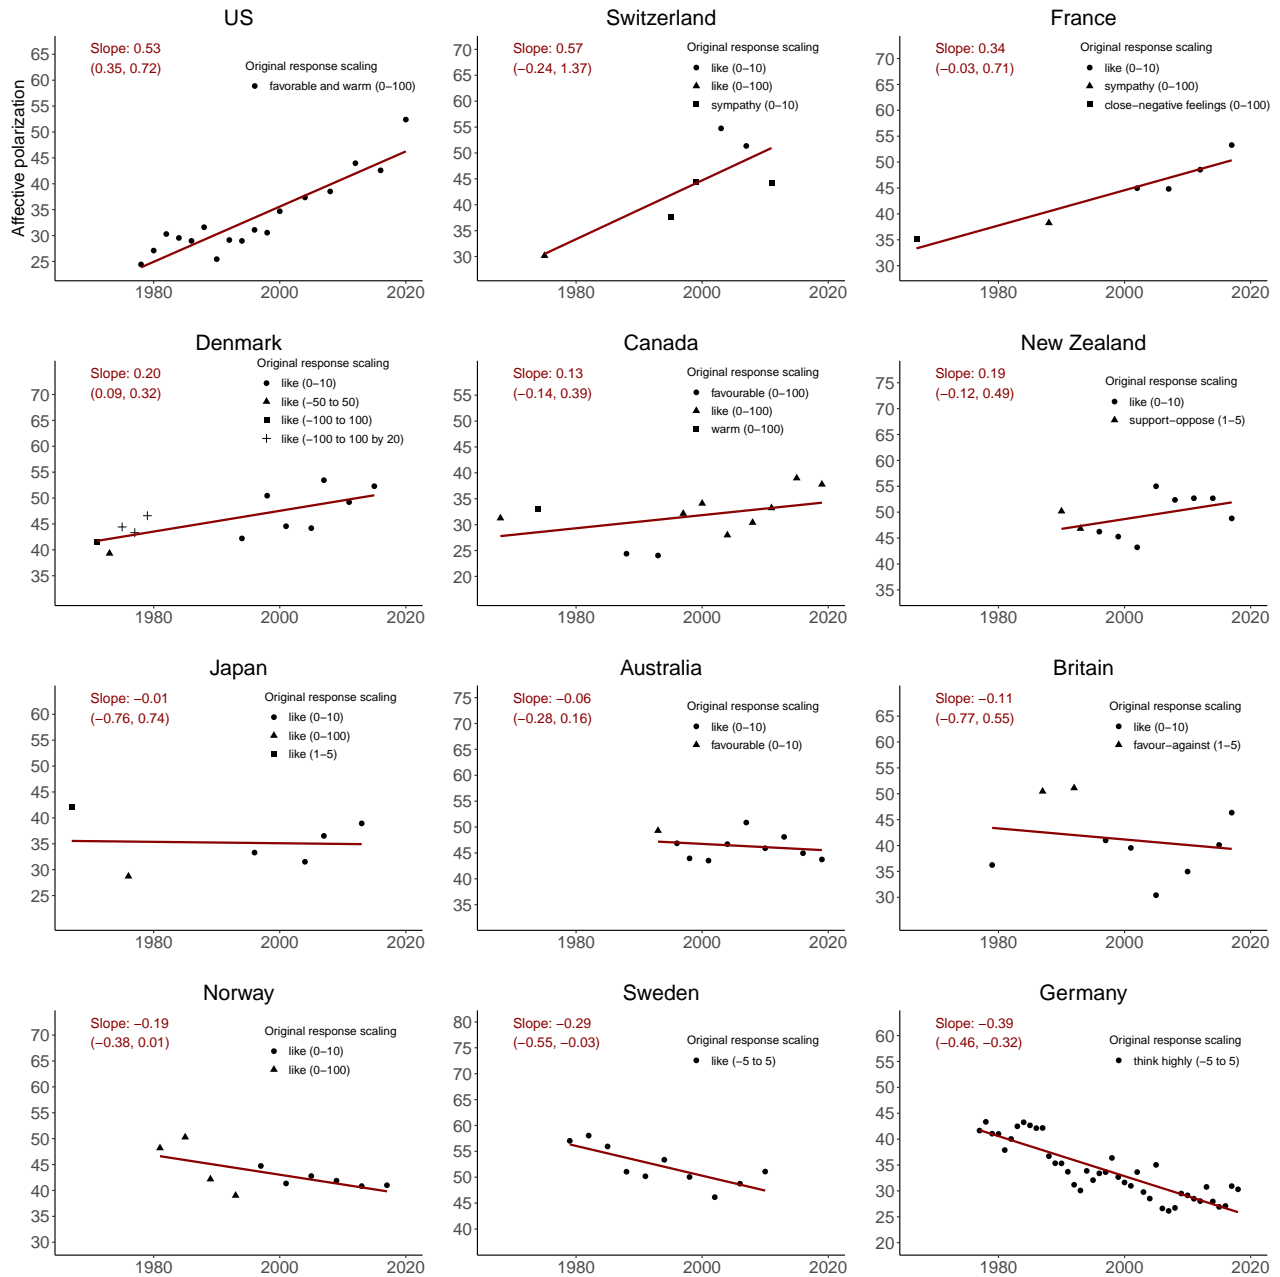 US
Affective polarization
Slope: 0.53
(0.35, 0.72)
Original response scaling
favorable and warm (0−100)
65
60
55
50
45
40
35
30
25
1980
2000
2020
Switzerland
Slope: 0.57
(−0.24, 1.37)
Original response scaling
like (0−10)
like (0−100)
sympathy (0−10)
70
65
60
55
50
45
40
35
30
1980
2000
2020
France
Slope: 0.34
(−0.03, 0.71)
Original response scaling
like (0−10)
sympathy (0−100)
close−negative feelings (0−100)
70
65
60
55
50
45
40
35
30
1980
2000
2020
Denmark
Slope: 0.20
(0.09, 0.32)
Original response scaling
like (0−10)
like (−50 to 50)
like (−100 to 100)
like (−100 to 100 by 20)
70
65
60
55
50
45
40
35
1980
2000
2020
Canada
Slope: 0.13
(−0.14, 0.39)
Original response scaling
favourable (0−100)
like (0−100)
warm (0−100)
55
50
45
40
35
30
25
20
1980
2000
2020
New Zealand
Slope: 0.19
(−0.12, 0.49)
Original response scaling
like (0−10)
support−oppose (1−5)
75
70
65
60
55
50
45
40
35
1980
2000
2020
Japan
Slope: −0.01
(−0.76, 0.74)
Original response scaling
like (0−10)
like (0−100)
like (1−5)
60
55
50
45
40
35
30
25
1980
2000
2020
Australia
Slope: −0.06
(−0.28, 0.16)
Original response scaling
like (0−10)
favourable (0−10)
75
70
65
60
55
50
45
40
35
1980
2000
2020
Britain
Slope: −0.11
(−0.77, 0.55)
Original response scaling
like (0−10)
favour−against (1−5)
65
60
55
50
45
40
35
30
1980
2000
2020
Norway
Slope: −0.19
(−0.38, 0.01)
Original response scaling
like (0−10)
like (0−100)
70
65
60
55
50
45
40
35
30
1980
2000
2020
Sweden
Slope: −0.29
(−0.55, −0.03)
Original response scaling
like (−5 to 5)
80
75
70
65
60
55
50
45
40
1980
2000
2020
Germany
Slope: −0.39
(−0.46, −0.32)
Original response scaling
think highly (−5 to 5)
60
55
50
45
40
35
30
25
20
1980
2000
2020